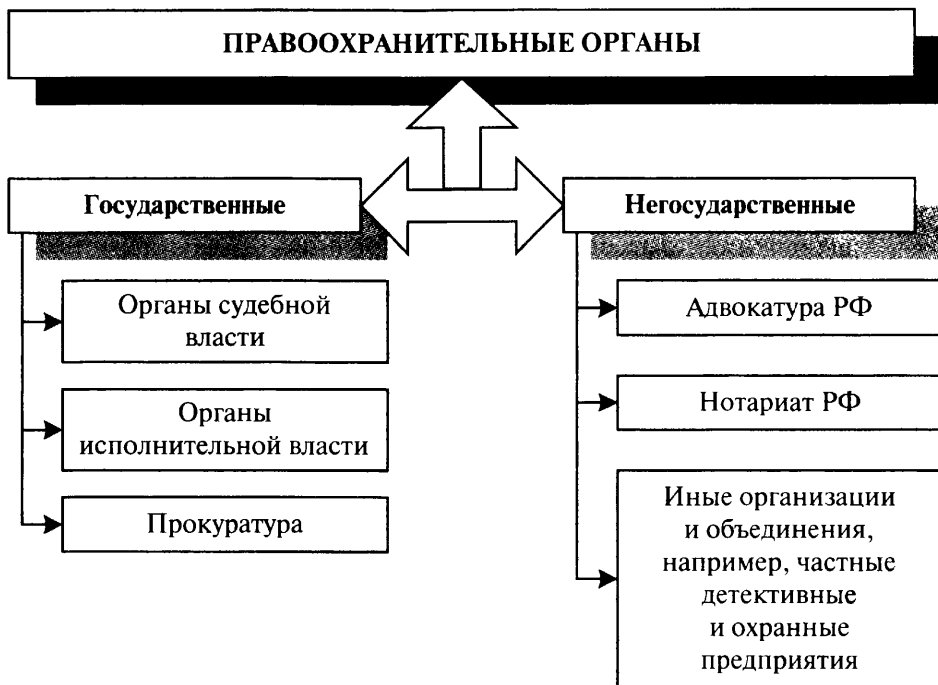 ПРАВООХРАНИТЕЛЬНЫЕ ОРГАНЫ
Государственные
Органы судебной
власти
Органы
исполнительной власти
Прокуратура
Негосударственные
Адвокатура РФ
Нотариат РФ
Иные организации
и объединения,
например, частные
детективные
и охранные
предприятия